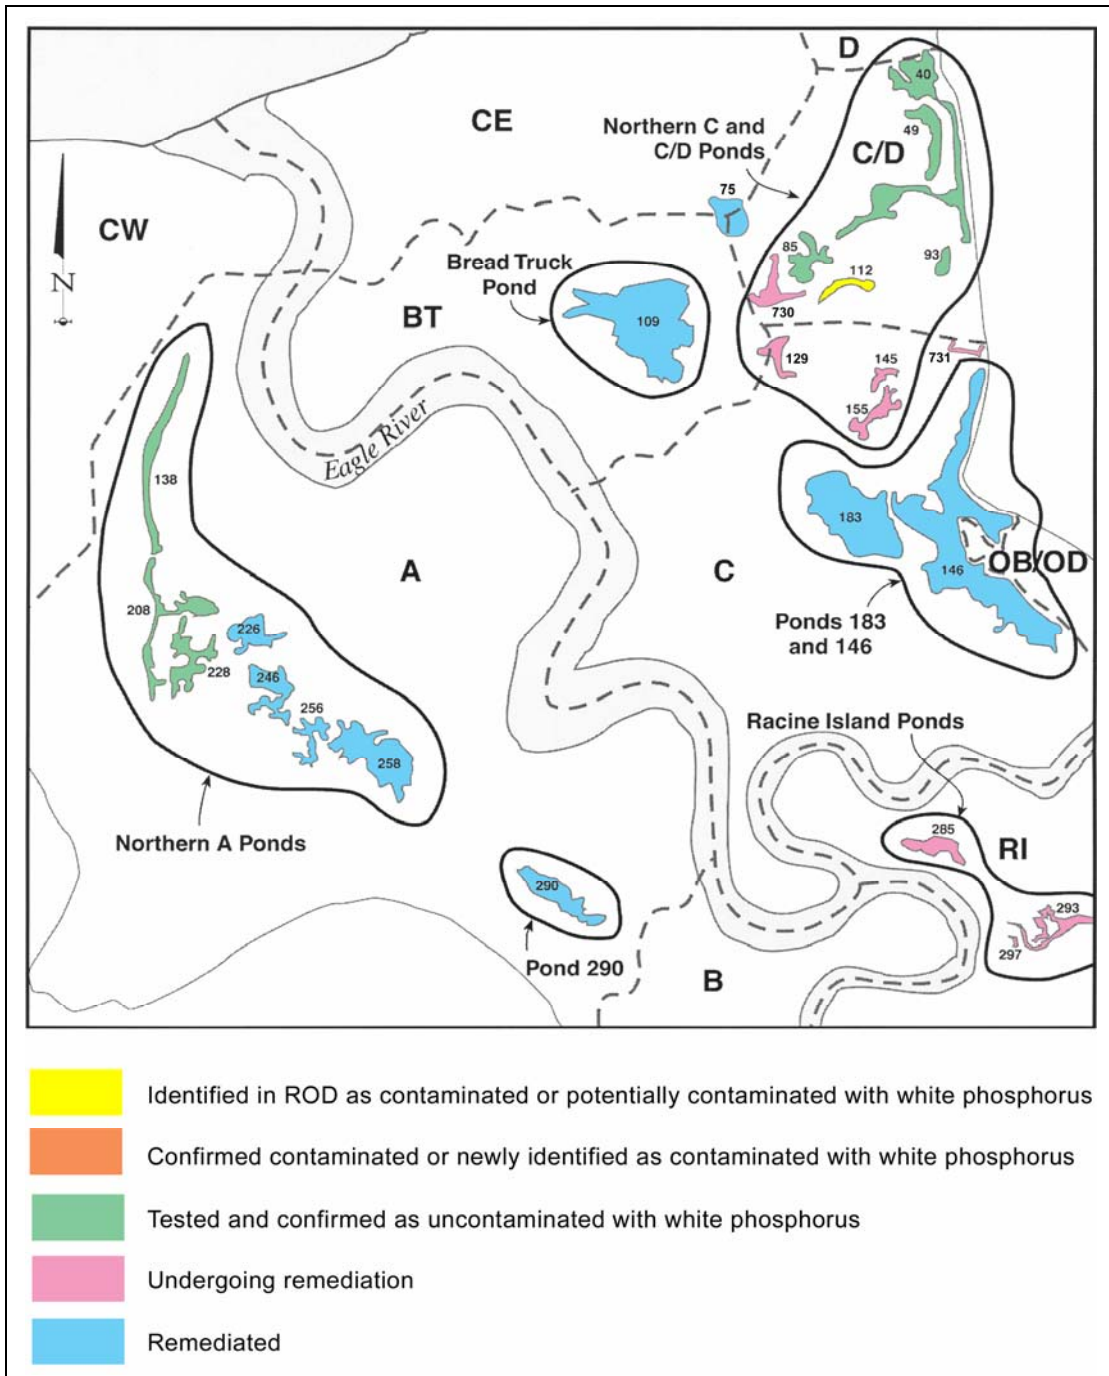 D
40
CE
Northern C and
C/D Ponds
49
C/D
75
CW
N
85
93
Bread Truck
Pond
112
BT
109
730
129
145
731
155
Eagle River
138
183
A
C
146
OB/OD
208
226
Ponds 183
and 146
228
246
256
Racine Island Ponds
258
285
RI
Northern A Ponds
290
293
297
Pond 290
B
Identified in ROD as contaminated or potentially contaminated with white phosphorus
Confirmed contaminated or newly identified as contaminated with white phosphorus
Tested and confirmed as uncontaminated with white phosphorus
Undergoing remediation
Remediated